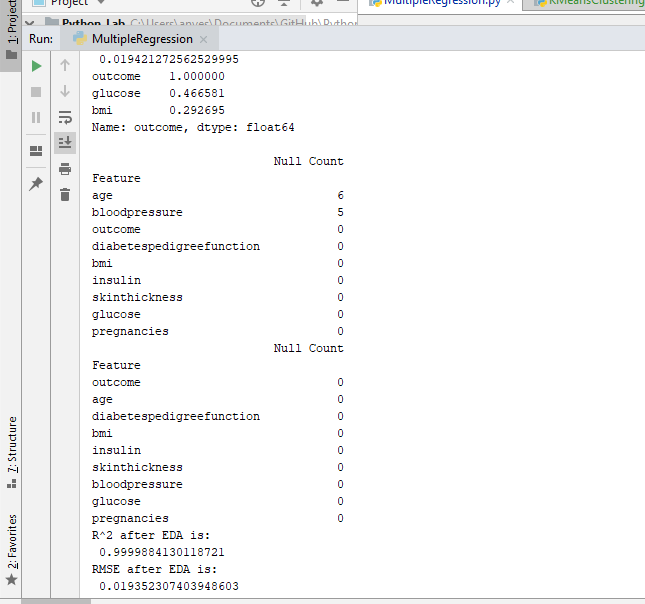 1: Project
Project
MultipleRegression.py
KMeansClustering
Python_Lab C:\Users\anves\Documents\GitHub\Python
Run: MultipleRegression
0.019421272562529995
outcome 1.000000
glucose 0.466581
bmi 0.292695
Name: outcome, dtype: float64
Null Count
Feature
age 6
bloodpressure 5
outcome 0
diabetespedigreefunction 0
bmi 0
insulin 0
skinthickness 0
glucose 0
pregnancies 0
Null Count
Feature
outcome 0
age 0
diabetespedigreefunction 0
bmi 0
insulin 0
skinthickness 0
bloodpressure 0
glucose 0
pregnancies 0
R^2 after EDA is:
0.9999884130118721
RMSE after EDA is:
0.019352307403948603
7: Structure
2: Favorites